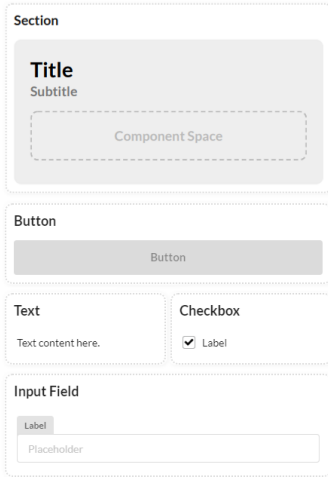 Section
Title
Subtitle
Component Space
Button
Button
Text
Text content here.
Checkbox
Label
Input Field
Label
Placeholder